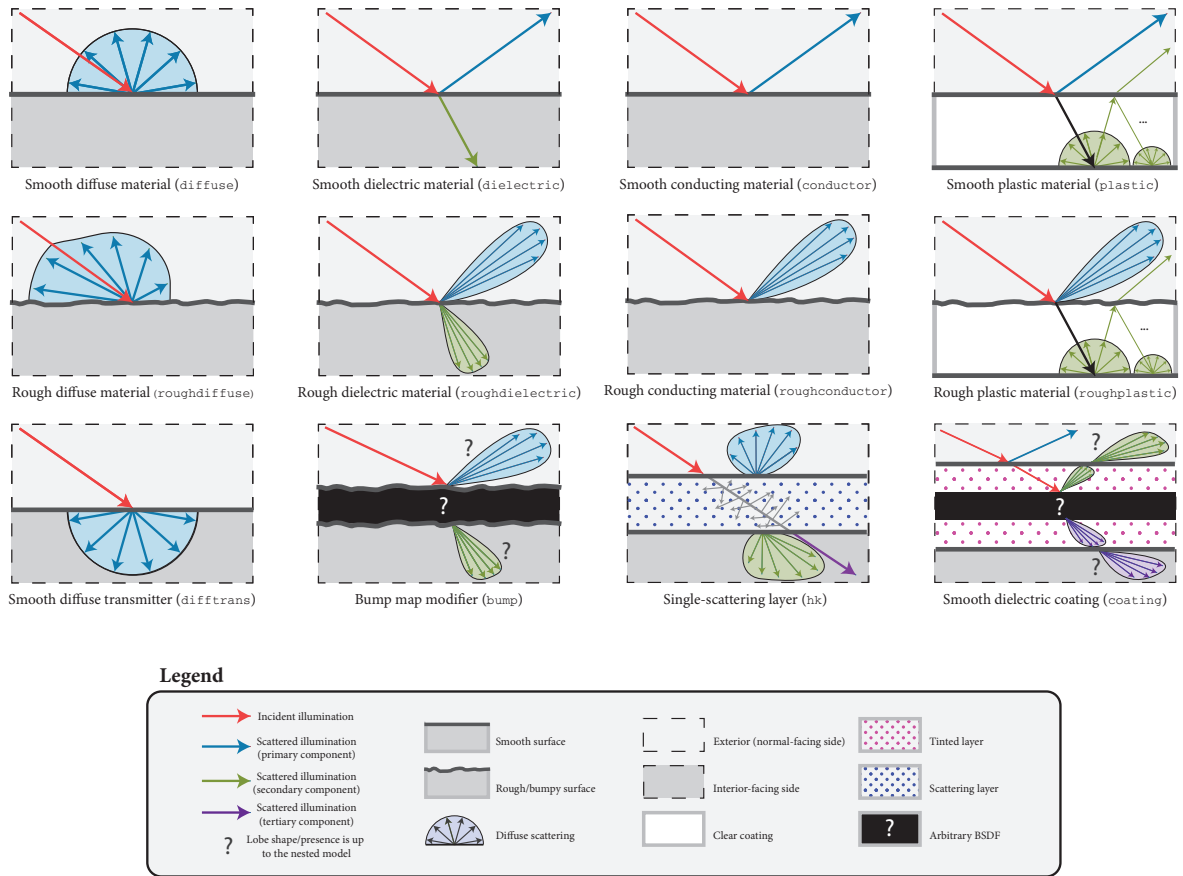 ...
Smooth diffuse material (diffuse)
Smooth dielectric material (dielectric)
Smooth conducting material (conductor)
Smooth plastic material (plastic)
...
Rough diffuse material (roughdiffuse)
Rough dielectric material (roughdielectric)
Rough conducting material (roughconductor)
Rough plastic material (roughplastic)
?
?
?
?
?
?
Smooth diffuse transmitter (difftrans)
Bump map modifier (bump)
Single-scattering layer (hk)
Smooth dielectric coating (coating)
Legend
Incident illumination
Scattered illumination
(primary component)
Scattered illumination
(secondary component)
Scattered illumination
(tertiary component)
?
Lobe shape/presence is up
to the nested model
Smooth surface
Rough/bumpy surface
Diffuse scattering
Exterior (normal-facing side)
Interior-facing side
Clear coating
Tinted layer
Scattering layer
?
Arbitrary BSDF